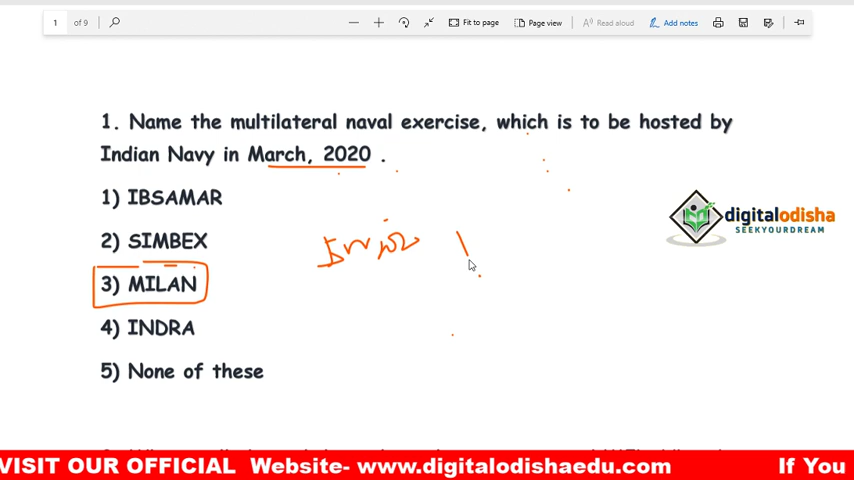 1
of 9
Fit to page
Page view
Read aloud
Add notes
1. Name the multilateral naval exercise, which is to be hosted by
Indian Navy in March, 2020 .
1) IBSAMAR
2) SIMBEX
3) MILAN
4) INDRA
5) None of these
digitalodisha
SEEKYOURDREAM
VISIT OUR OFFICIAL Website- www.digitalodishaedu.com If You